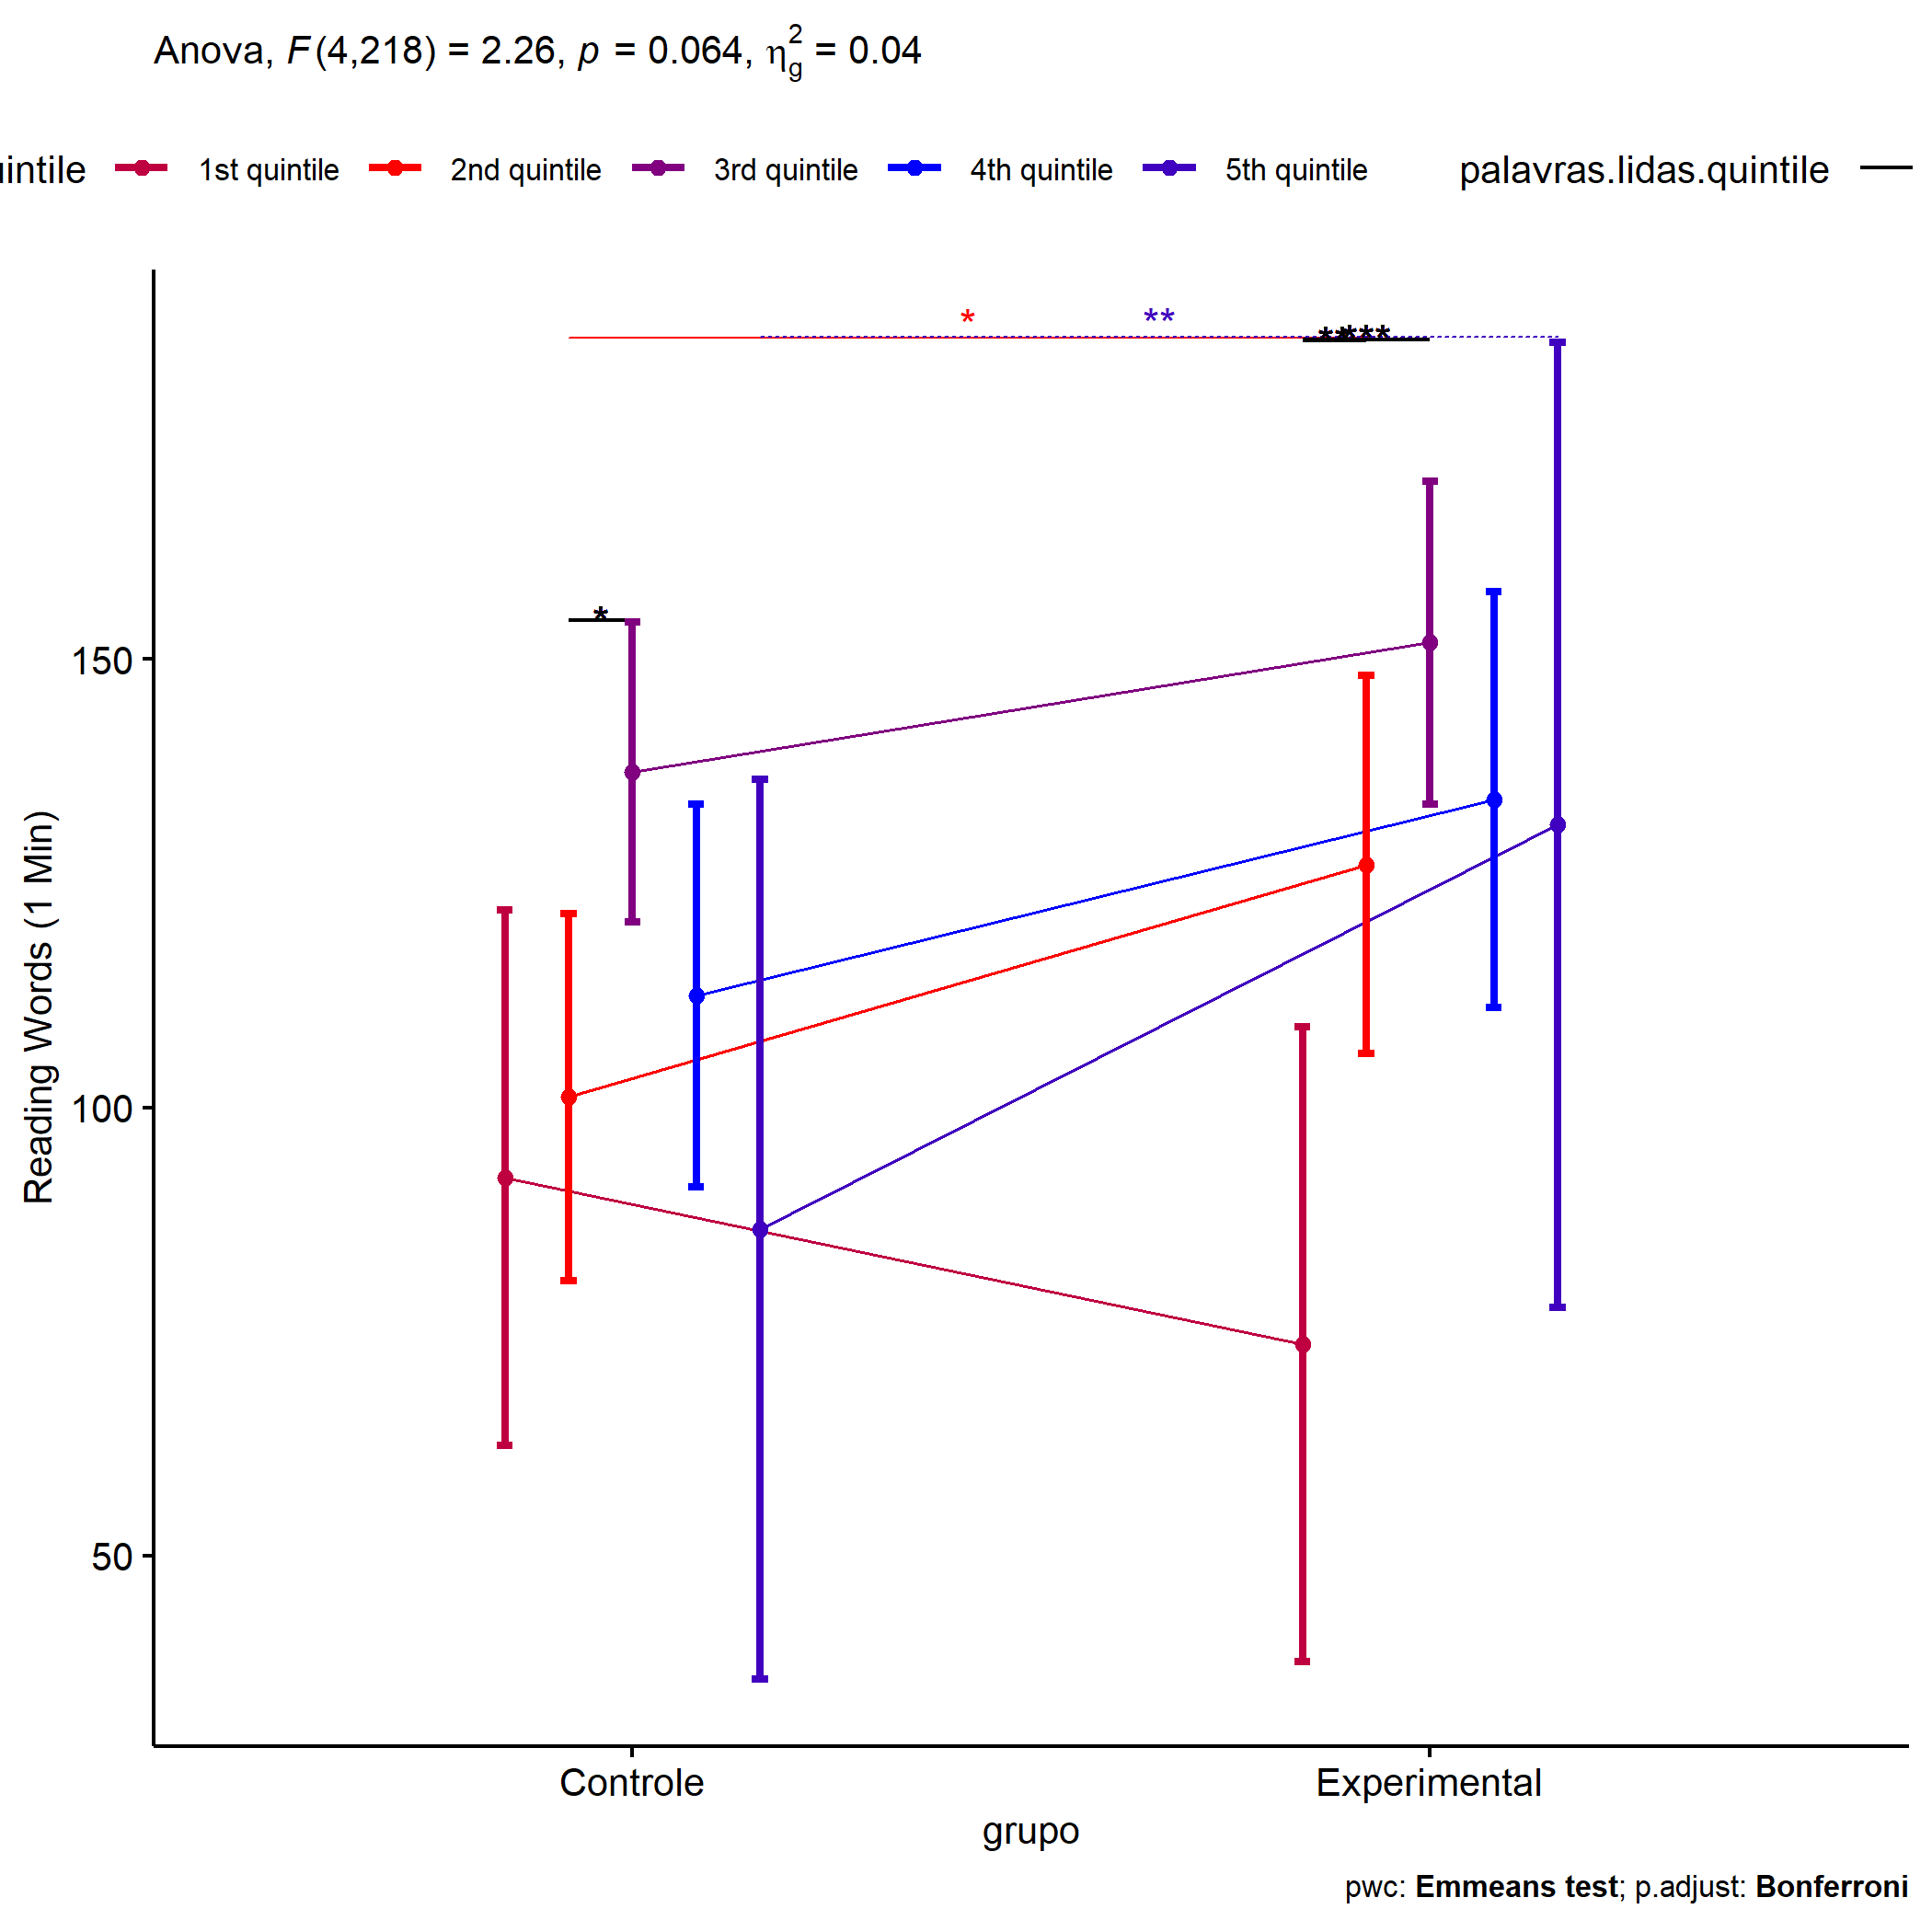 Anova, F(4,218) = 2.26, p = 0.064, η²g = 0.04
intile 1st quintile 2nd quintile 3rd quintile 4th quintile 5th quintile palavras.lidas.quintile
* **
*
150
100
50
Reading Words (1 Min)
Controle Experimental
grupo
pwc: Emmeans test; p.adjust: Bonferroni